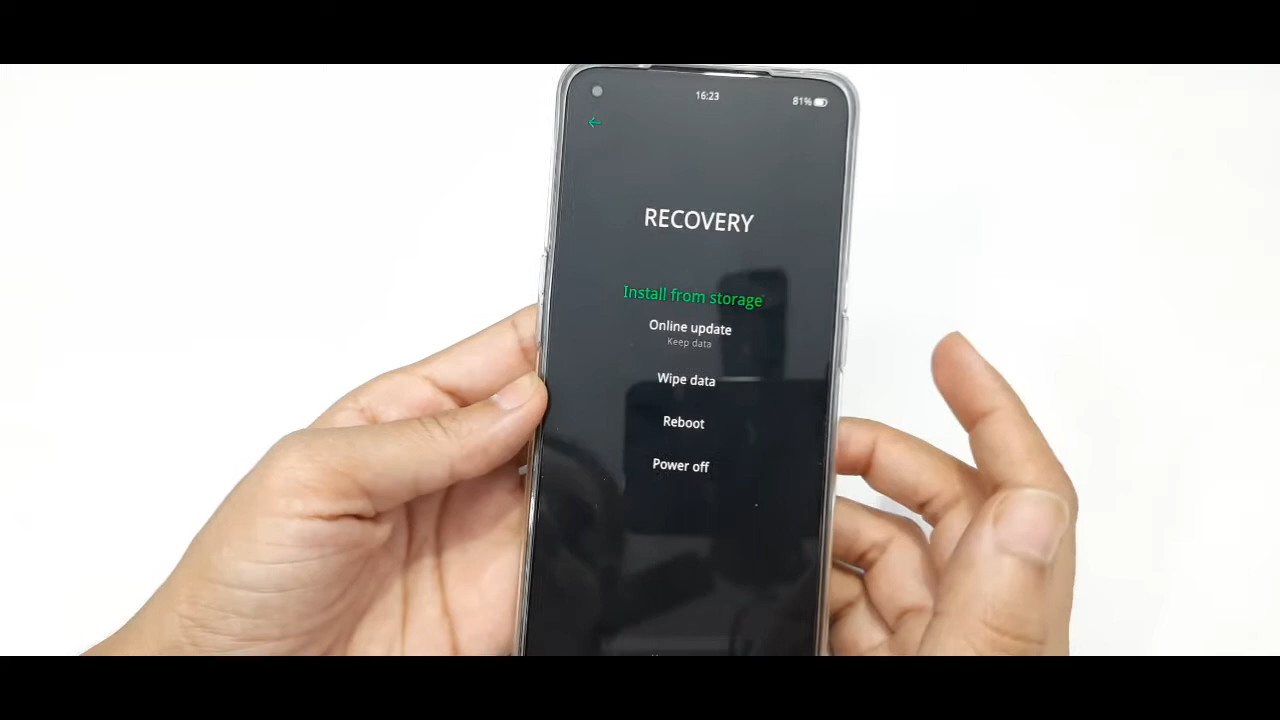 16:23
81%
RECOVERY
Install from storage
Online update
Keep data
Wipe data
Reboot
Power off